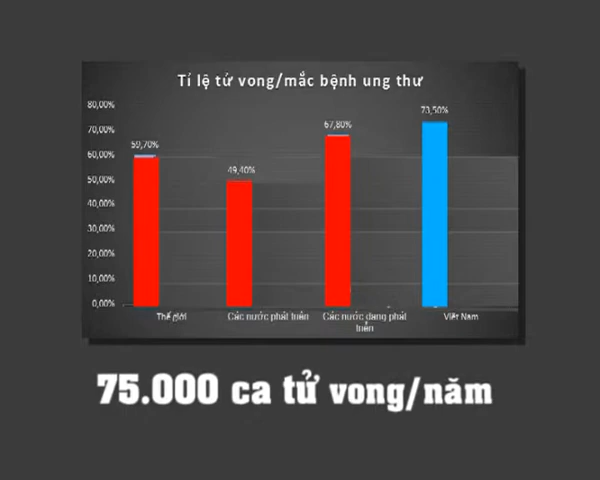 Tỉ lệ tử vong/mắc bệnh ung thư
80,00%
70,00%
60,00%
50,00%
40,00%
30,00%
20,00%
10,00%
0,00%
59,70%
49,40%
67,80%
73,50%
Thế giới
Các nước phát triển
Các nước đang phát
triển
Việt Nam
75.000 ca tử vong/năm